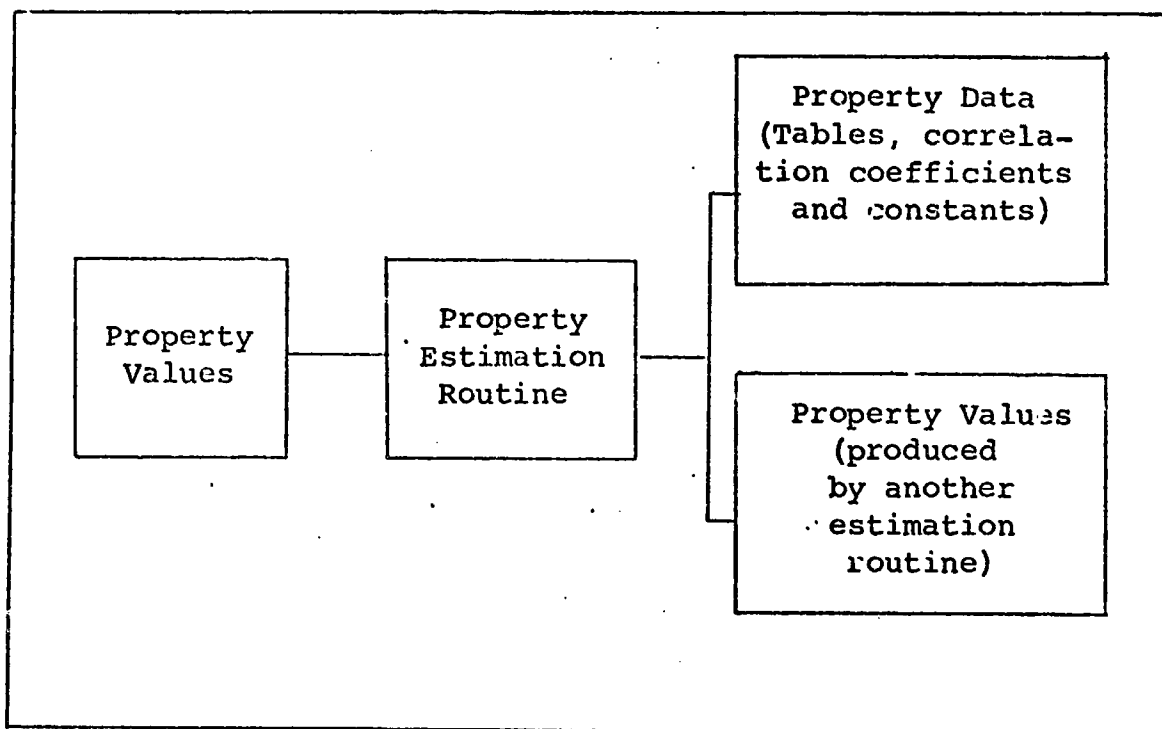 Property
Values
Property
Estimation
Routine
Property Data
(Tables, correla-
tion coefficients
and constants)
Property Values
(produced
by another
estimation
routine)